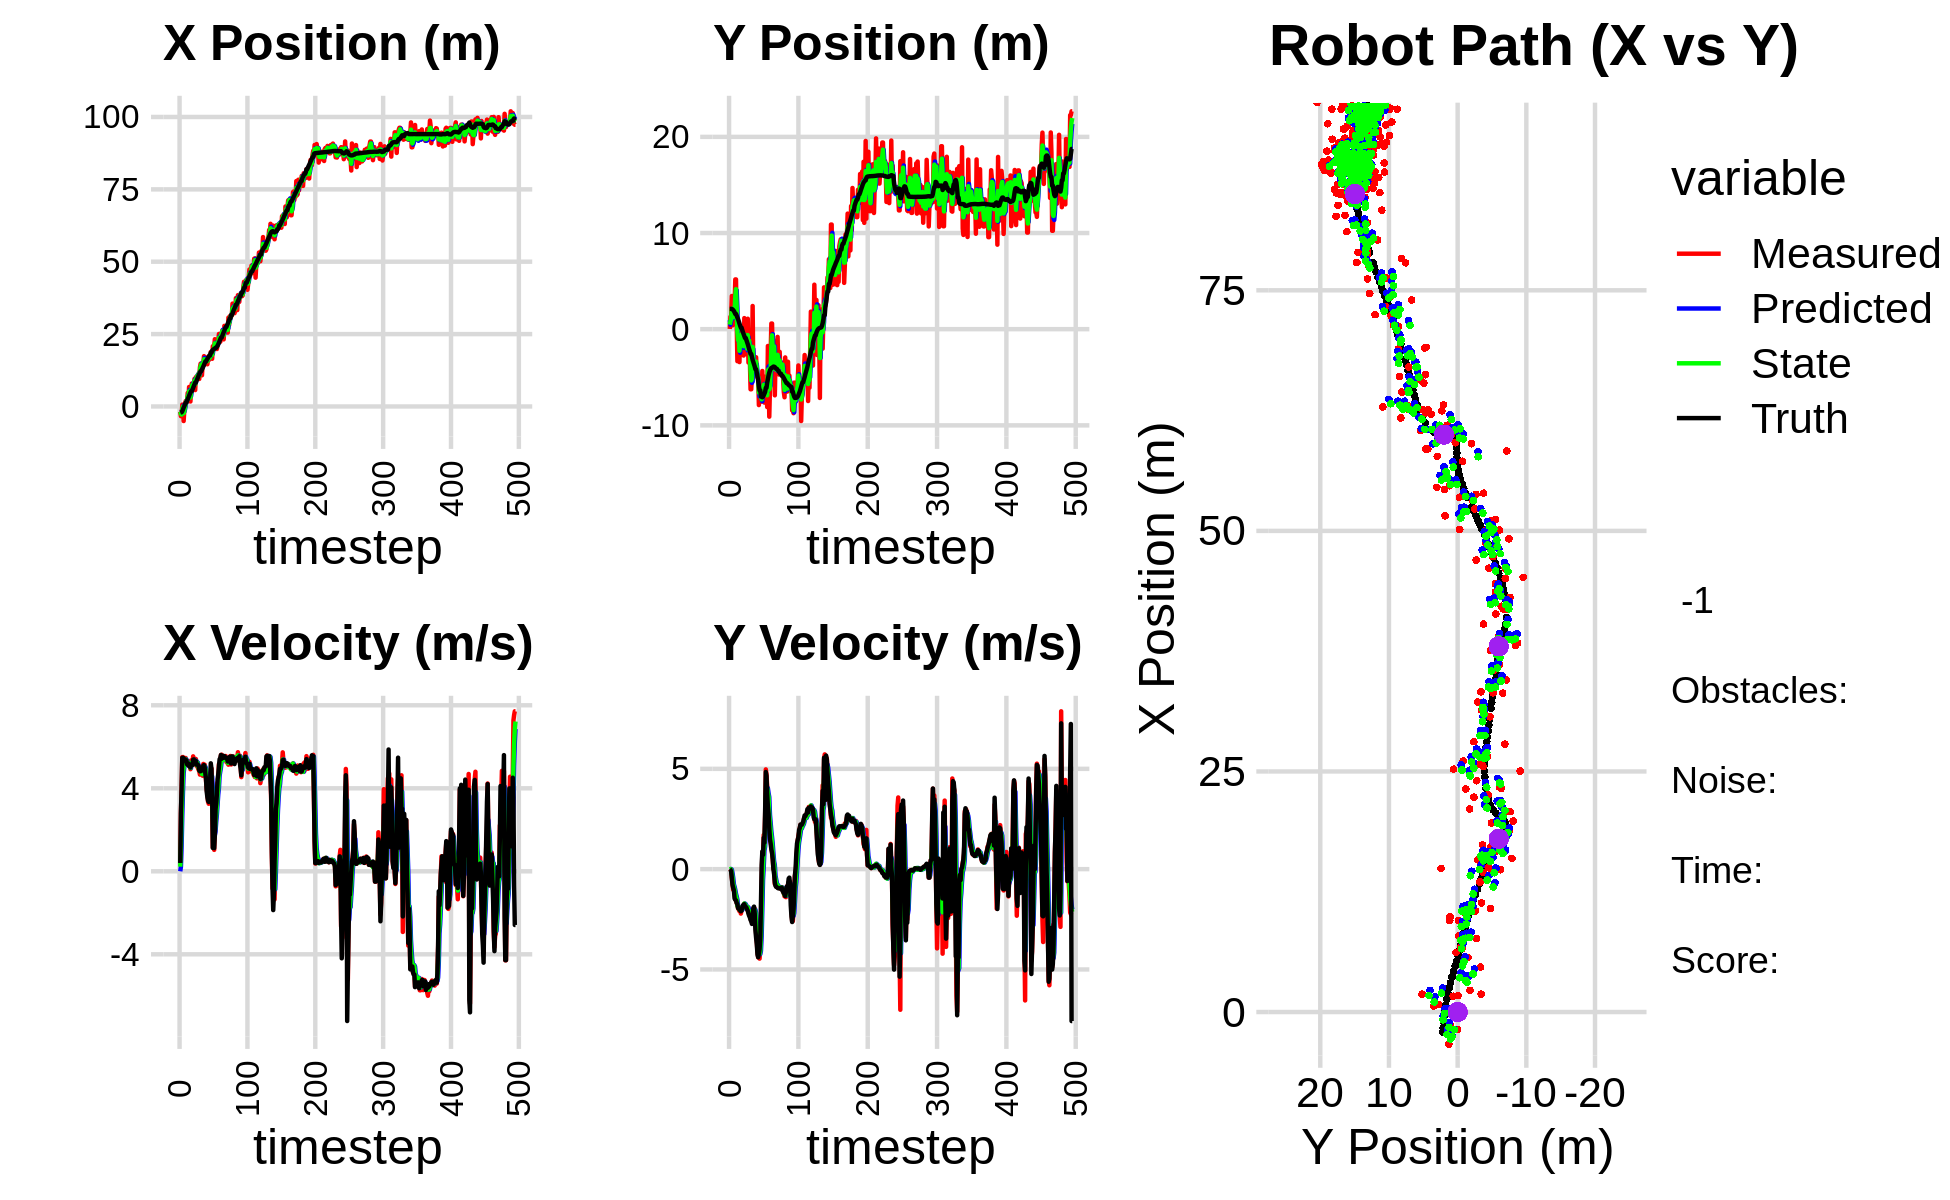 X Position (m)
100
75
50
25
0
0 100 200 300 400 500
timestep
Y Position (m)
20
10
0
-10
0 100 200 300 400 500
timestep
X Velocity (m/s)
8
4
0
-4
0 100 200 300 400 500
timestep
Y Velocity (m/s)
5
0
-5
0 100 200 300 400 500
timestep
Robot Path (X vs Y)
X Position (m)
75
50
25
0
20 10 0 -10 -20
Y Position (m)
variable
Measured
Predicted
State
Truth
-1
Obstacles:
Noise:
Time:
Score: